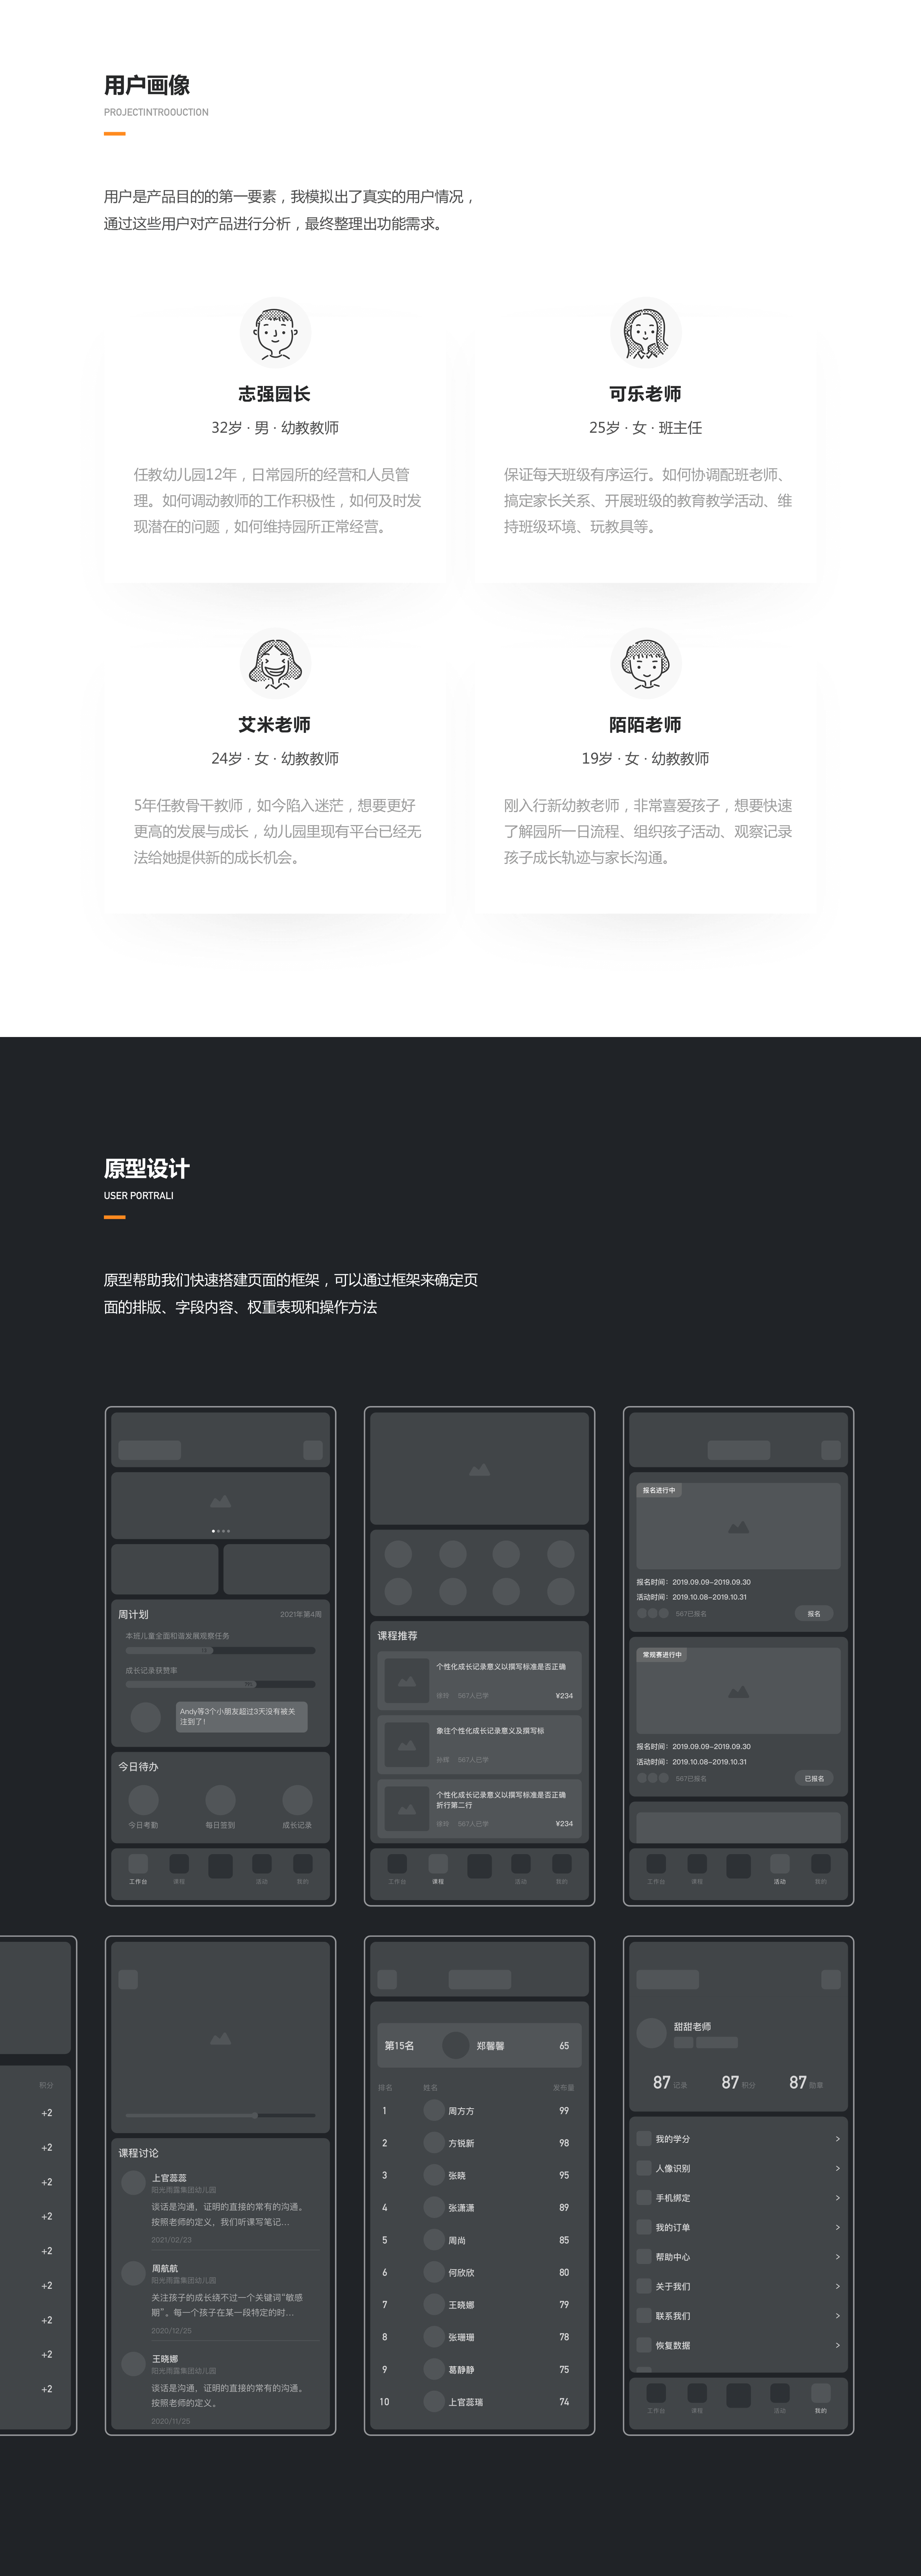 用户画像
PROJECTINTROOUCTION
用户是产品目的的第一要素，我模拟出了真实的用户情况，
通过这些用户对产品进行分析，最终整理出功能需求。
志强园长
32岁 · 男 · 幼教教师
任教幼儿园12年，日常园所的经营和人员管
理。如何调动教师的工作积极性，如何及时发
现潜在的问题，如何维持园所正常经营。
可乐老师
25岁 · 女 · 班主任
保证每天班级有序运行。如何协调配班老师、
搞定家长关系、开展班级的教育教学活动、维
持班级环境、玩教具等。
艾米老师
24岁 · 女 · 幼教教师
5年任教骨干教师，如今陷入迷茫，想要更好
更高的发展与成长，幼儿园里现有平台已经无
法给她提供新的成长机会。
陌陌老师
19岁 · 女 · 幼教教师
刚入行新幼教老师，非常喜爱孩子，想要快速
了解园所一日流程、组织孩子活动、观察记录
孩子成长轨迹与家长沟通。
原型设计
USER PORTRALI
原型帮助我们快速搭建页面的框架，可以通过框架来确定页
面的排版、字段内容、权重表现和操作方法
周计划
2021年第4周
本班儿童全面和谐发展观察任务
成长记录获赞率
Andy等3个小朋友超过3天没有被关
注到了！
今日待办
今日考勤
每日签到
成长记录
工作台
课程
活动
我的
课程推荐
个性化成长记录意义以撰写标准是否正确
567人已学
¥234
象往个性化成长记录意义及撰写标
567人已学
个性化成长记录意义以撰写标准是否正确
折行第二行
567人已学
¥234
工作台
课程
活动
我的
报名进行中
报名时间：2019.09.09–2019.09.30
活动时间：2019.10.08–2019.10.31
567已报名
报名
常规赛进行中
报名时间：2019.09.09–2019.09.30
活动时间：2019.10.08–2019.10.31
567已报名
已报名
工作台
课程
活动
我的
积分
+2
+2
+2
+2
+2
+2
+2
+2
+2
课程讨论
上官蕊蕊
阳光雨露集团幼儿园
谈话是沟通，证明的直接的常有的沟通。
按照老师的定义，我们听课写笔记...
2021/02/23
周航航
阳光雨露集团幼儿园
关注孩子的成长绕不过一个关键词“敏感
期”。每一个孩子在某一段特定的时...
2020/12/25
王晓娜
阳光雨露集团幼儿园
谈话是沟通，证明的直接的常有的沟通。
按照老师的定义。
2020/11/25
第15名 郑馨馨 65
排名 姓名 发布量
1 周方方 99
2 方锐新 98
3 张晓 95
4 张潇潇 89
5 周尚 85
6 何欣欣 80
7 王晓娜 79
8 张珊珊 78
9 葛静静 75
10 上官蕊瑞 74
甜甜老师
87 记录
87 积分
87 勋章
我的学分 >
人像识别 >
手机绑定 >
我的订单 >
帮助中心 >
关于我们 >
联系我们 >
恢复数据 >
工作台
课程
活动
我的